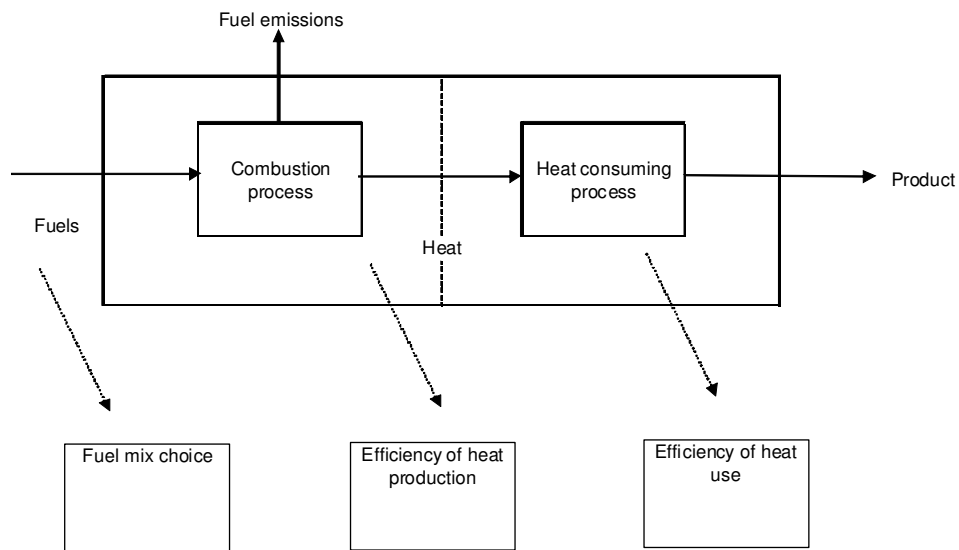 Fuel emissions
Combustion
process
Heat consuming
process
Product
Fuels
Heat
Fuel mix choice
Efficiency of heat
production
Efficiency of heat
use